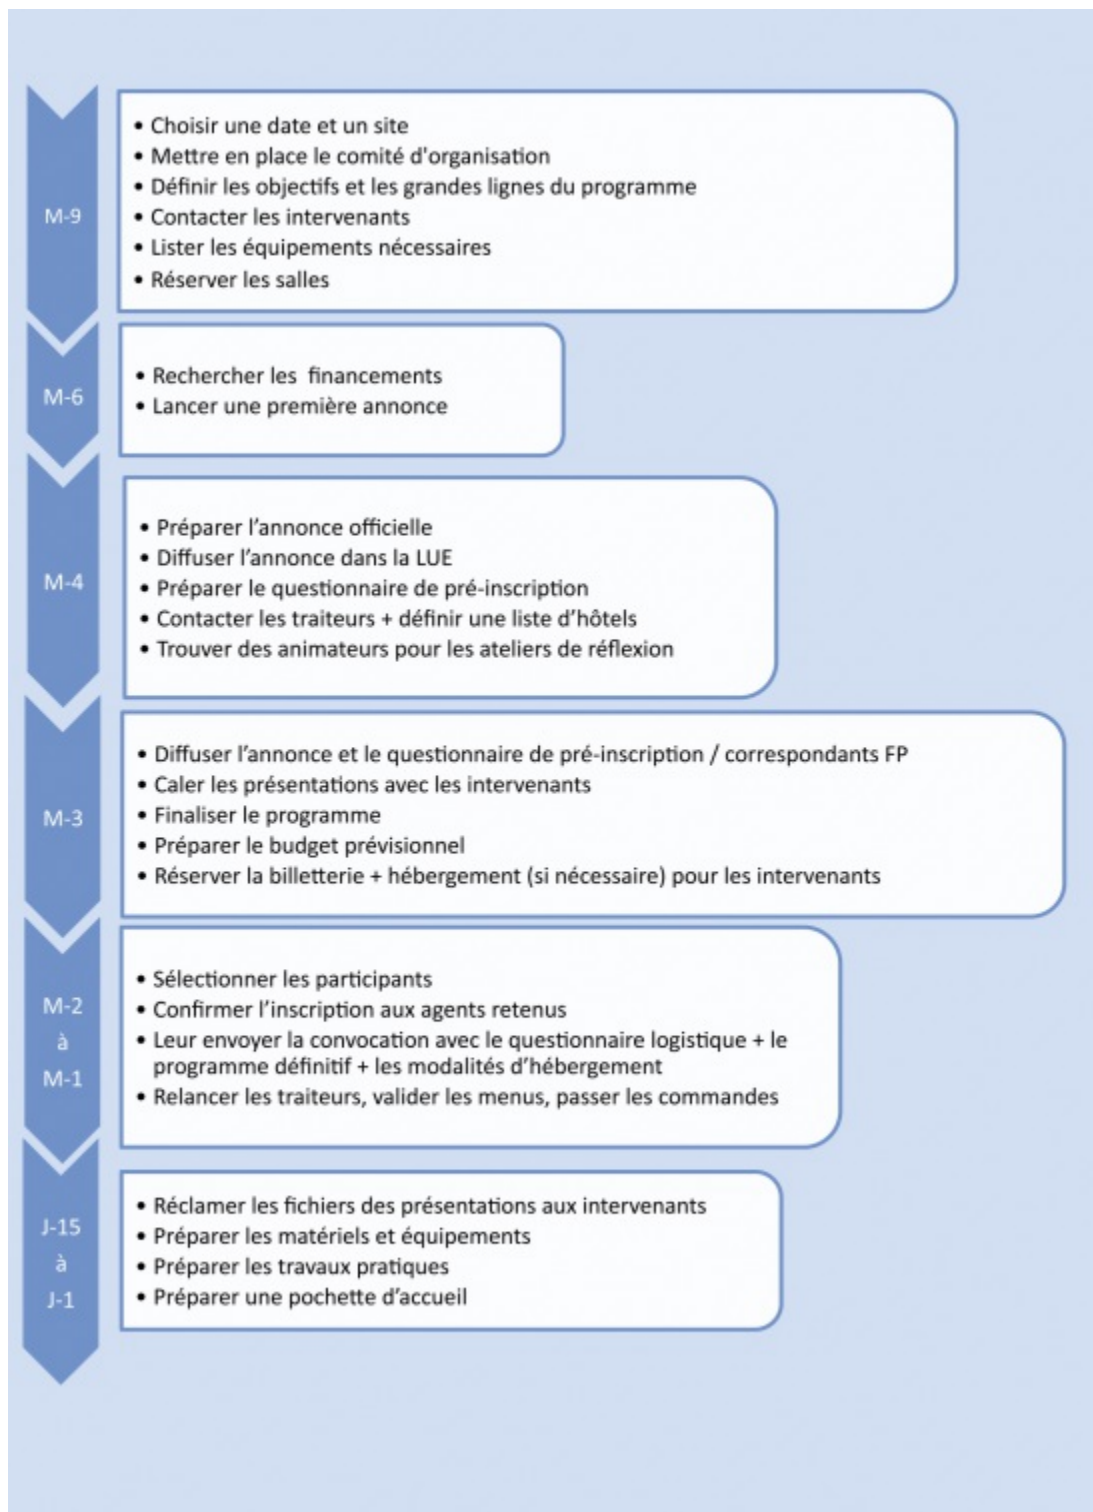 M-9
• Choisir une date et un site
• Mettre en place le comité d'organisation
• Définir les objectifs et les grandes lignes du programme
• Contacter les intervenants
• Lister les équipements nécessaires
• Réserver les salles
M-6
• Rechercher les  financements
• Lancer une première annonce
M-4
• Préparer l’annonce officielle
• Diffuser l’annonce dans la LUE
• Préparer le questionnaire de pré-inscription
• Contacter les traiteurs + définir une liste d’hôtels
• Trouver des animateurs pour les ateliers de réflexion
M-3
• Diffuser l’annonce et le questionnaire de pré-inscription / correspondants FP
• Caler les présentations avec les intervenants
• Finaliser le programme
• Préparer le budget prévisionnel
• Réserver la billetterie + hébergement (si nécessaire) pour les intervenants
M-2
à
M-1
• Sélectionner les participants
• Confirmer l’inscription aux agents retenus
• Leur envoyer la convocation avec le questionnaire logistique + le
programme définitif + les modalités d’hébergement
• Relancer les traiteurs, valider les menus, passer les commandes
J-15
à
J-1
• Réclamer les fichiers des présentations aux intervenants
• Préparer les matériels et équipements
• Préparer les travaux pratiques
• Préparer une pochette d’accueil